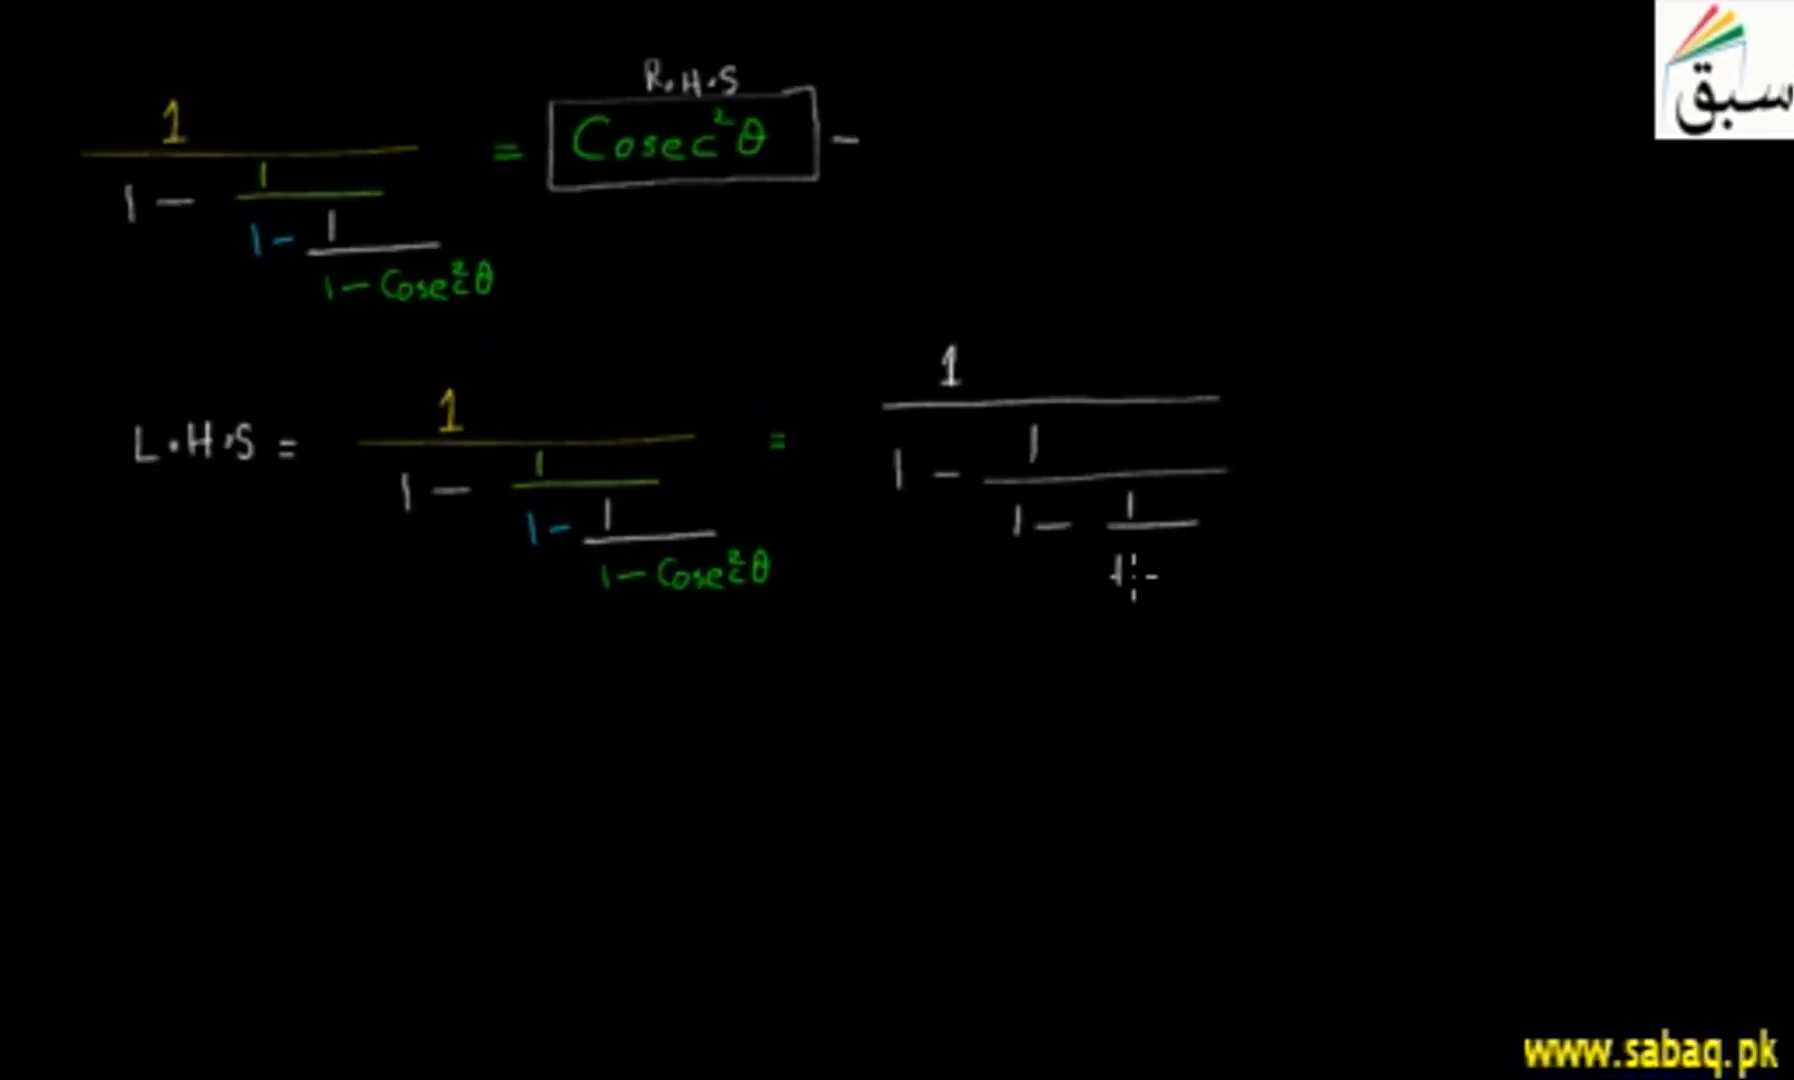 سبق
R.H.S
1 / (1 - 1 / (1 - 1 / (1 - Cosec²θ))) = Cosec²θ -
L.H.S = 1 / (1 - 1 / (1 - 1 / (1 - Cosec²θ))) = 1 / (1 - 1 / (1 - 1 / (1 -
www.sabaq.pk